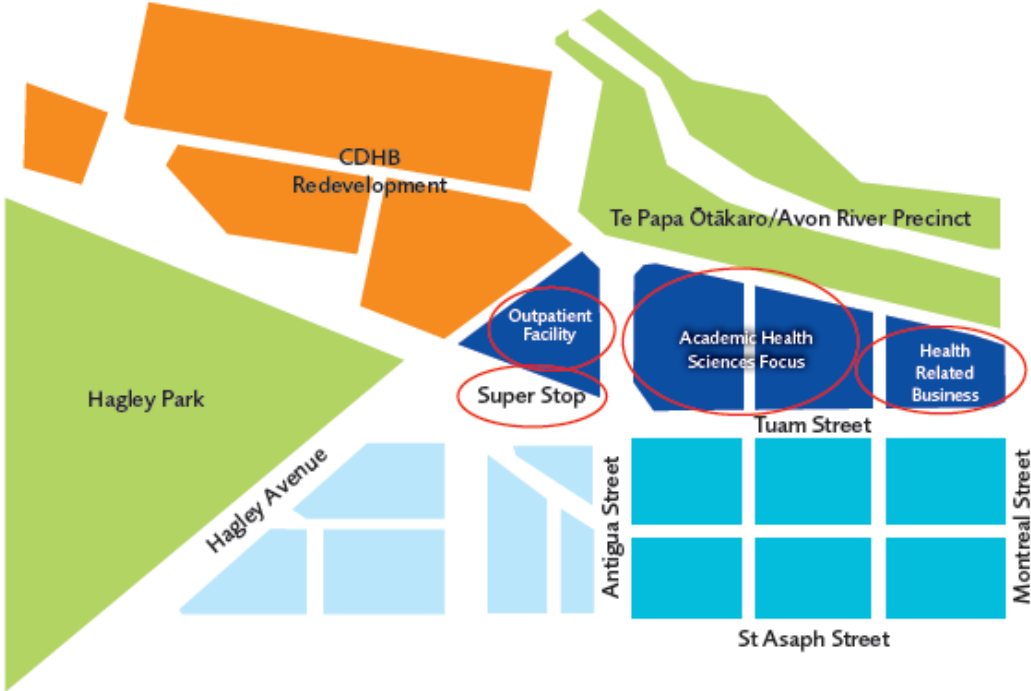 CDHB
Redevelopment
Te Papa Ōtākaro/Avon River Precinct
Outpatient
Facility
Academic Health
Sciences Focus
Health
Related
Business
Hagley Park
Super Stop
Tuam Street
Hagley Avenue
Antigua Street
Montreal Street
St Asaph Street